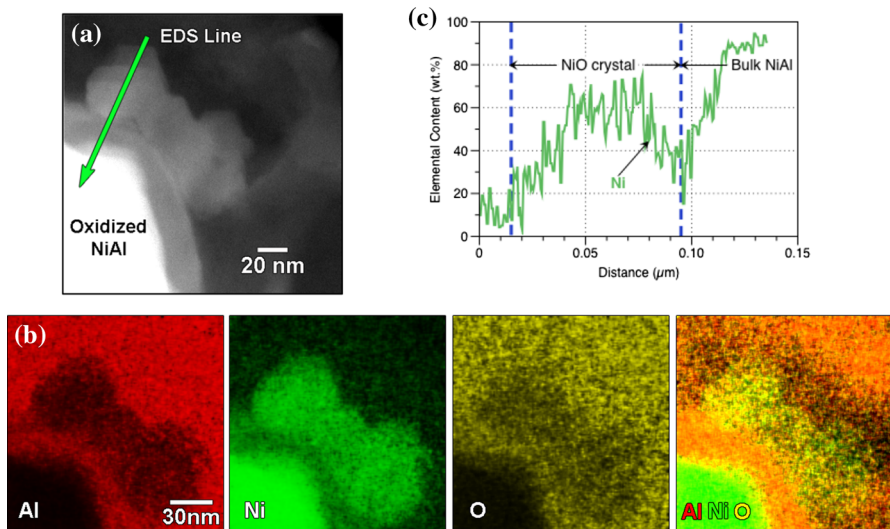 (a)
EDS Line
Oxidized
NiAl
20 nm
(c)
Elemental Content (wt.%)
100
80
60
40
20
0
NiO crystal
Bulk NiAl
Ni
0
0.05
0.10
0.15
Distance (µm)
(b)
Al
30nm
Ni
O
Al Ni O